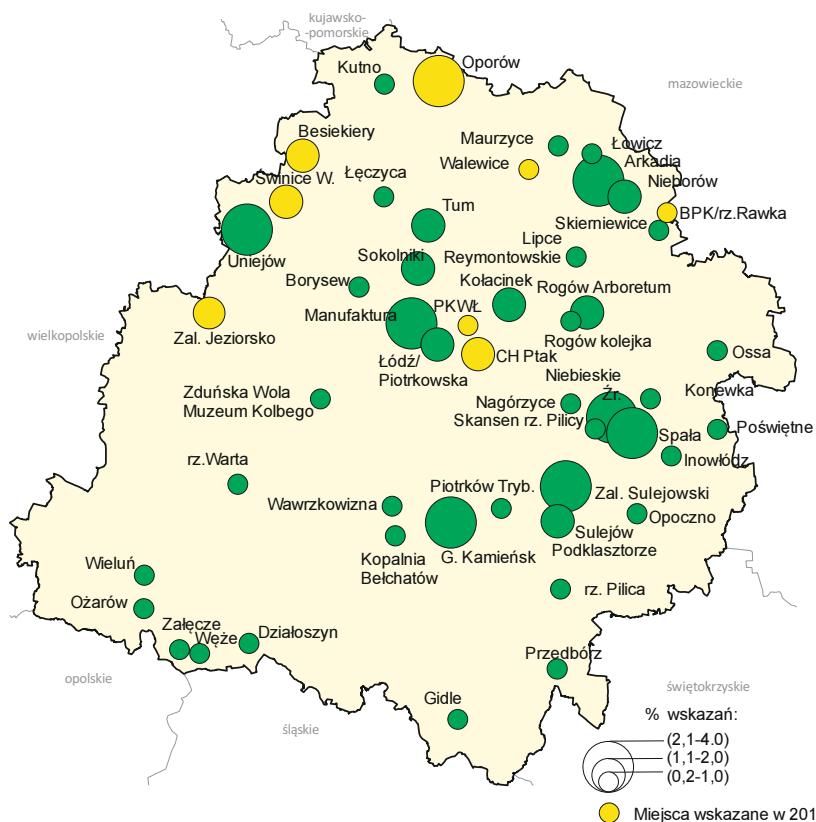 kujawsko-
-pomorskie
Kutno
Oporów
mazowieckie
Besiekiery
Maurzyce
Łowicz
Walewice
Arkadia
Świnice W.
Łęczyca
Nieborów
Tum
BPK/rz.Rawka
Skierniewice
Uniejów
Sokolniki
Lipce
Reymontowskie
Borysew
Kołacinek
Rogów Arboretum
Manufaktura
PKWŁ
Zal. Jeziorsko
wielkopolskie
Rogów kolejka
Łódź/
Piotrkowska
CH Ptak
Ossa
Niebieskie
Źr.
Zduńska Wola
Muzeum Kolbego
Konewka
Nagórzyce
Skansen rz. Pilicy
Poświętne
Spała
Inowłódz
rz.Warta
Piotrków Tryb.
Zal. Sulejowski
Wawrzkowizna
Opoczno
Sulejów
Podklasztorze
Kopalnia
Bełchatów
G. Kamieńsk
Wieluń
rz. Pilica
Ożarów
Załęcze
Węże
Działoszyn
Przedbórz
opolskie
świętokrzyskie
Gidle
śląskie
% wskazań:
(2,1-4.0)
(1,1-2,0)
(0,2-1,0)
Miejsca wskazane w 201